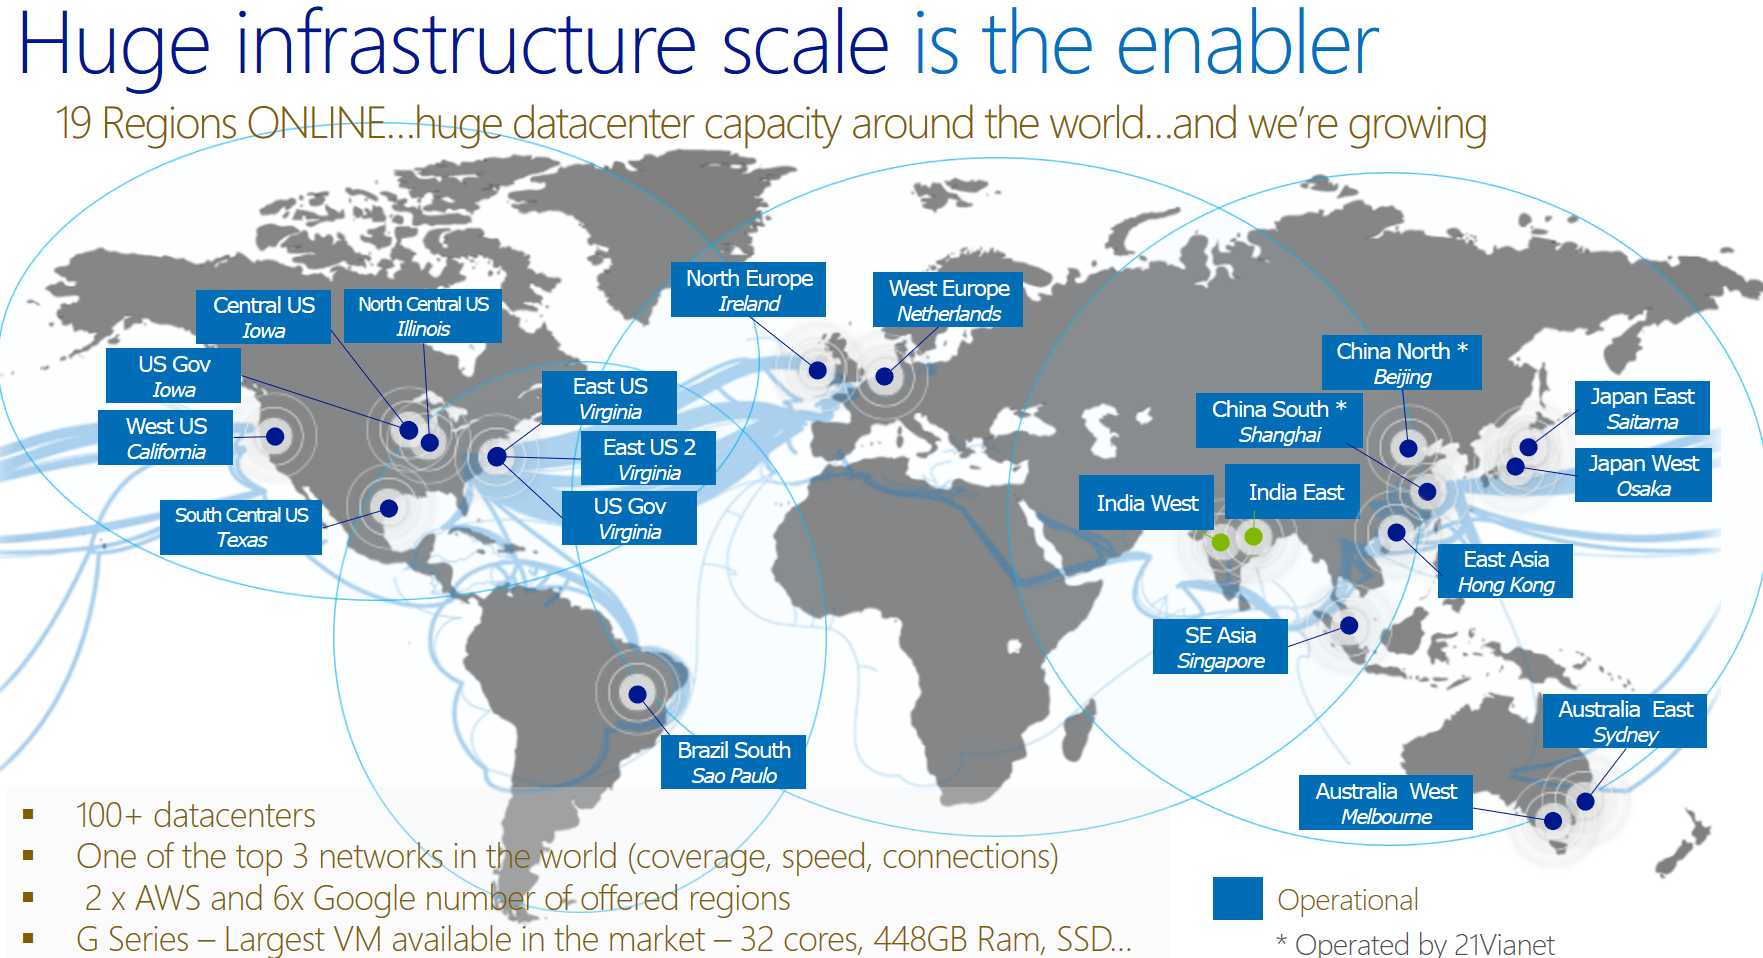 Huge infrastructure scale is the enabler
19 Regions ONLINE...huge datacenter capacity around the world...and we're growing
North Europe
Ireland
West Europe
Netherlands
Central US
Iowa
North Central US
Illinois
US Gov
Iowa
West US
California
East US
Virginia
East US 2
Virginia
US Gov
Virginia
South Central US
Texas
China North *
Beijing
China South *
Shanghai
Japan East
Saitama
Japan West
Osaka
India West
India East
East Asia
Hong Kong
SE Asia
Singapore
Brazil South
Sao Paulo
Australia East
Sydney
Australia West
Melbourne
▪ 100+ datacenters
▪ One of the top 3 networks in the world (coverage, speed, connections)
▪ 2 x AWS and 6x Google number of offered regions
▪ G Series – Largest VM available in the market – 32 cores, 448GB Ram, SSD...
Operational
* Operated by 21Vianet